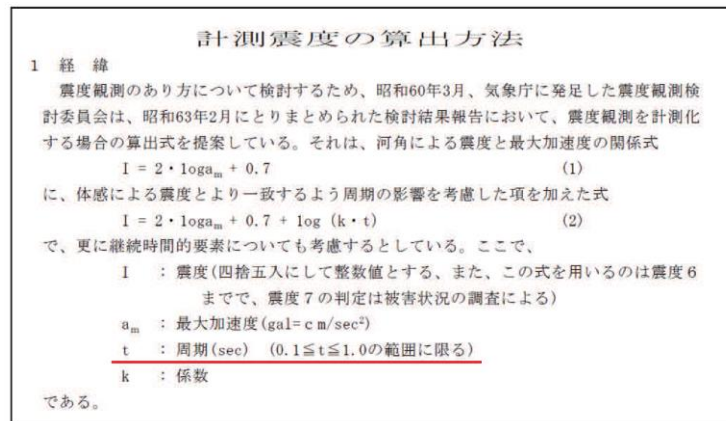 計測震度の算出方法
1 経 緯
震度観測のあり方について検討するため、昭和60年3月、気象庁に発足した震度観測検
討委員会は、昭和63年2月にとりまとめられた検討結果報告において、震度観測を計測化
する場合の算出式を提案している。それは、河角による震度と最大加速度の関係式
I = 2・logaₘ + 0.7 (1)
に、体感による震度とより一致するよう周期の影響を考慮した項を加えた式
I = 2・logaₘ + 0.7 + log (k・t) (2)
で、更に継続時間的要素についても考慮するとしている。ここで、
I : 震度(四捨五入にして整数値とする、また、この式を用いるのは震度6
までで、震度7の判定は被害状況の調査による)
aₘ : 最大加速度(gal=cm/sec²)
t : 周期(sec) (0.1≦t≦1.0の範囲に限る)
k : 係数
である。